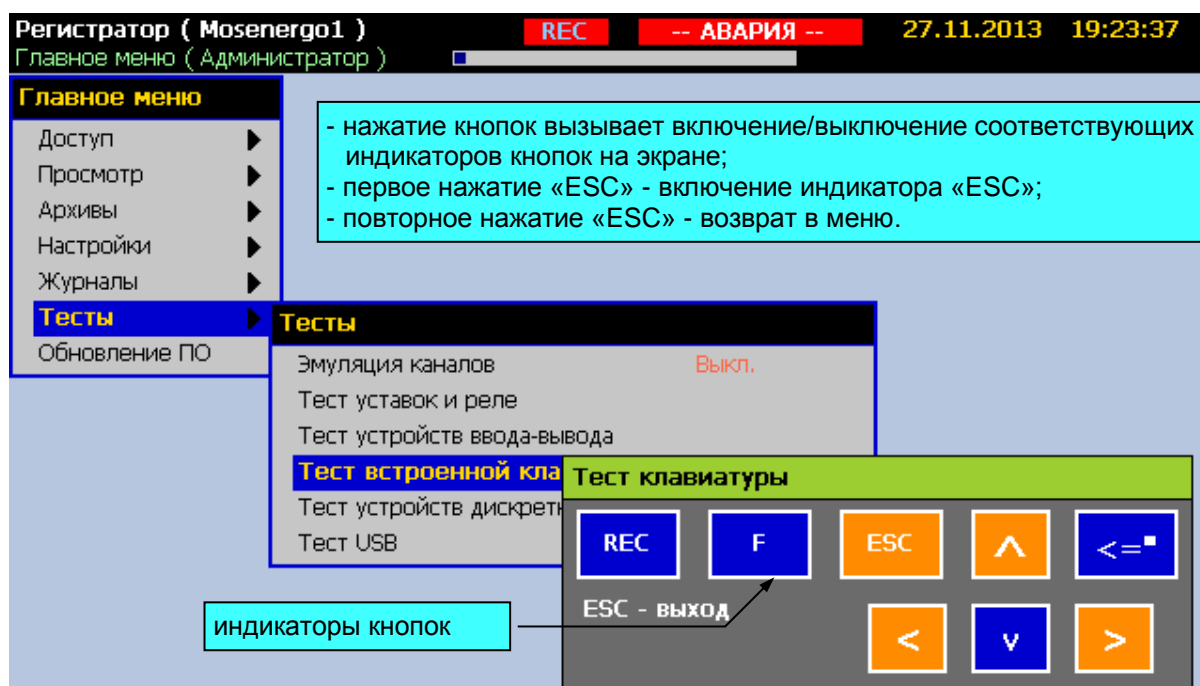 Регистратор ( Mosenergo1 ) REC -- АВАРИЯ -- 27.11.2013 19:23:37
Главное меню ( Администратор )
Главное меню
Доступ
Просмотр
Архивы
Настройки
Журналы
Тесты
Обновление ПО
- нажатие кнопок вызывает включение/выключение соответствующих
индикаторов кнопок на экране;
- первое нажатие «ESC» - включение индикатора «ESC»;
- повторное нажатие «ESC» - возврат в меню.
Тесты
Эмуляция каналов Выкл.
Тест уставок и реле
Тест устройств ввода-вывода
Тест встроенной кла
Тест устройств дискрет
Тест USB
Тест клавиатуры
REC F ESC ^ <=■
ESC - выход
< v >
индикаторы кнопок